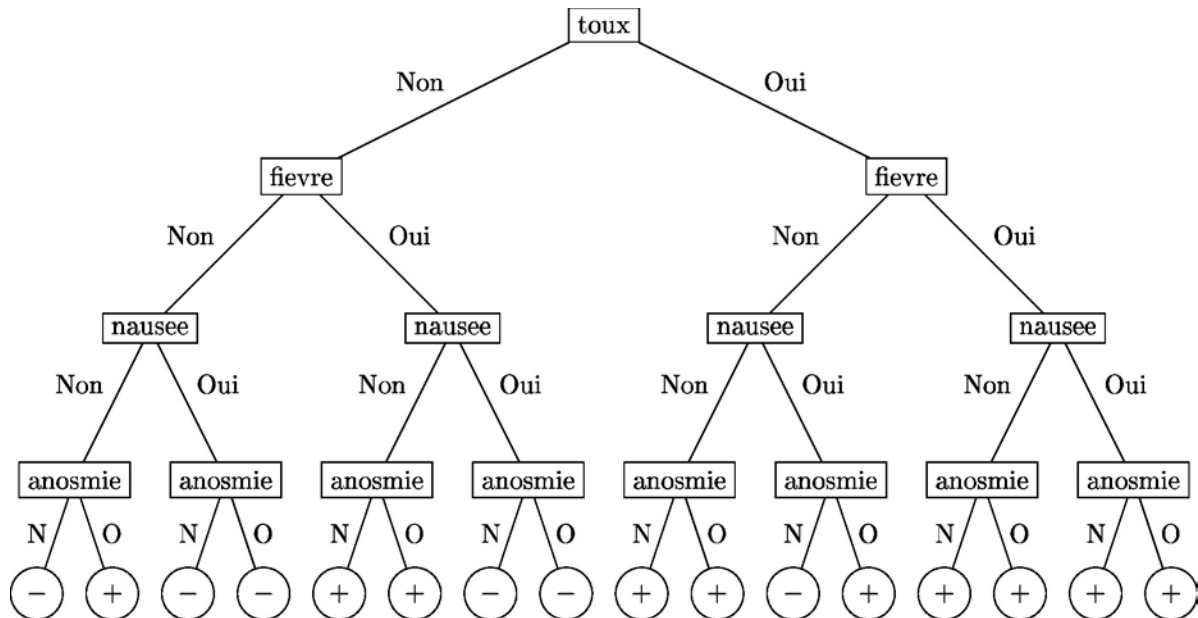 toux
Non Oui
fievre fievre
Non Oui Non Oui
nausee nausee nausee nausee
Non Oui Non Oui Non Oui Non Oui
anosmie anosmie anosmie anosmie anosmie anosmie anosmie anosmie
N O N O N O N O N O N O N O N O
− + − − + + − − + + − + + + + +